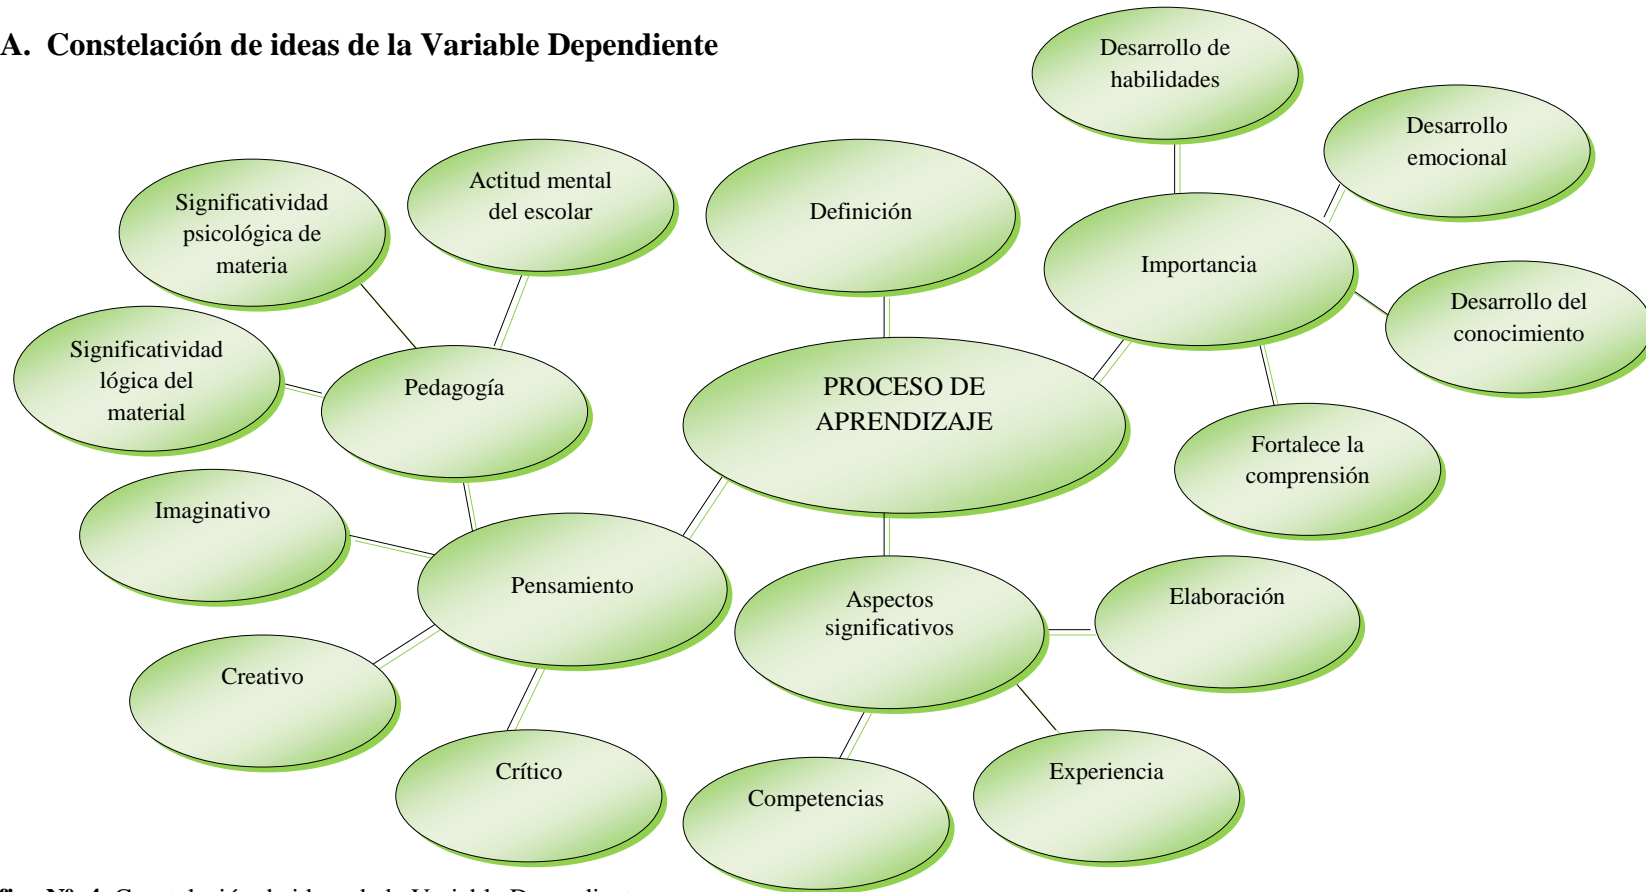 A. Constelación de ideas de la Variable Dependiente
Desarrollo de
habilidades
Desarrollo
emocional
Actitud mental
del escolar
Definición
Significatividad
psicológica de
materia
Importancia
Desarrollo del
conocimiento
Significatividad
lógica del
material
Pedagogía
PROCESO DE
APRENDIZAJE
Fortalece la
comprensión
Imaginativo
Pensamiento
Aspectos
significativos
Elaboración
Creativo
Crítico
Competencias
Experiencia